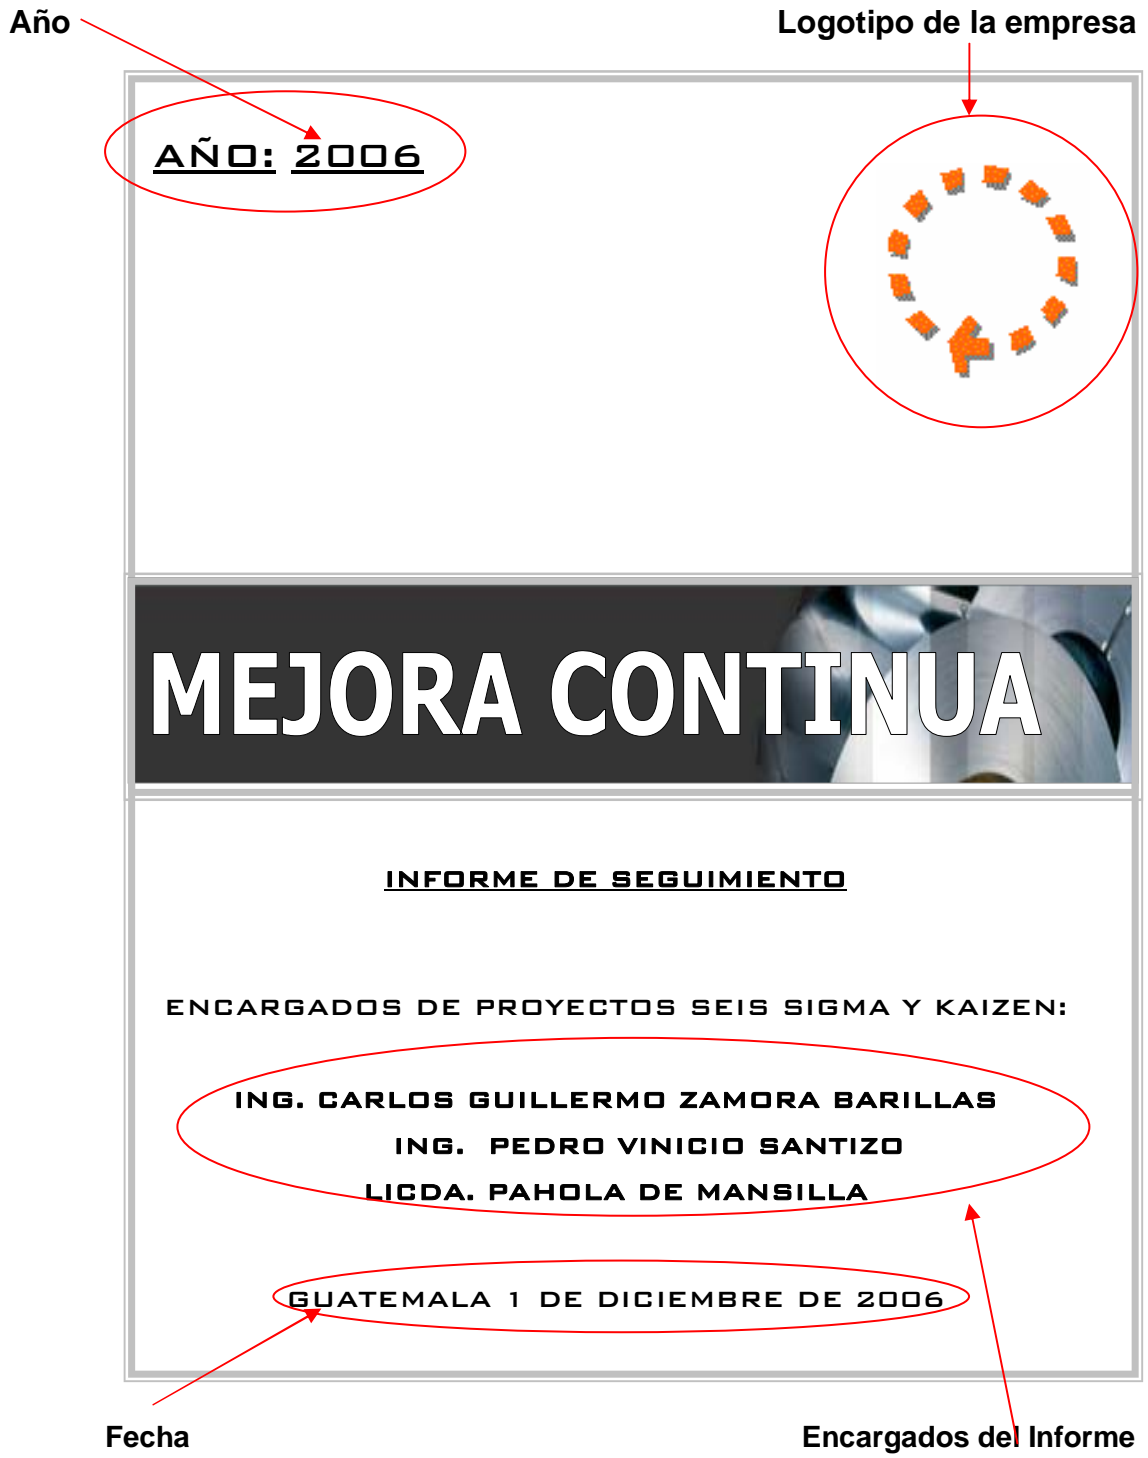 Año
Logotipo de la empresa
AÑO: 2006
MEJORA CONTINUA
INFORME DE SEGUIMIENTO
ENCARGADOS DE PROYECTOS SEIS SIGMA Y KAIZEN:
ING. CARLOS GUILLERMO ZAMORA BARILLAS
ING. PEDRO VINICIO SANTIZO
LICDA. PAHOLA DE MANSILLA
GUATEMALA 1 DE DICIEMBRE DE 2006
Fecha
Encargados del Informe